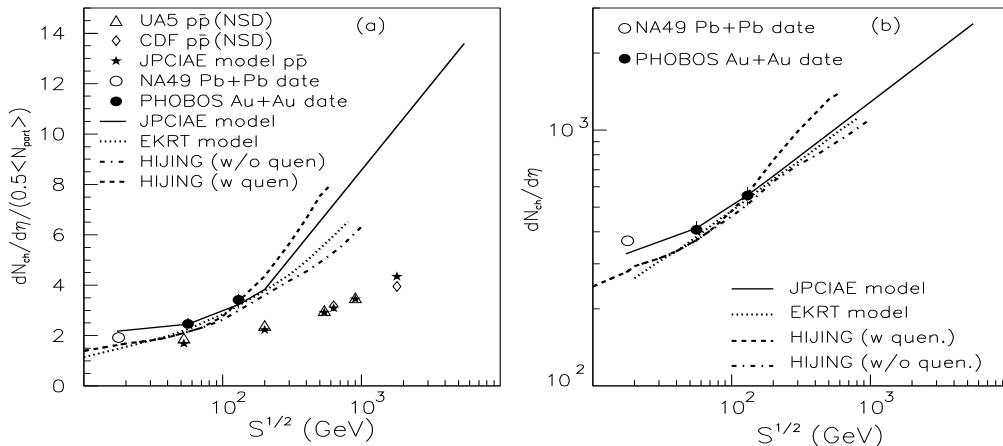 dN_ch/dη/(0.5<N_part>)
14
12
10
8
6
4
2
0
(a)
UA5 pp̄ (NSD)
CDF pp̄ (NSD)
JPCIAE model pp̄
NA49 Pb+Pb date
PHOBOS Au+Au date
JPCIAE model
EKRT model
HIJING (w/o quen)
HIJING (w quen)
10^2
10^3
S^1/2 (GeV)
dN_ch/dη
10^3
10^2
(b)
NA49 Pb+Pb date
PHOBOS Au+Au date
JPCIAE model
EKRT model
HIJING (w quen.)
HIJING (w/o quen.)
10^2
10^3
S^1/2 (GeV)